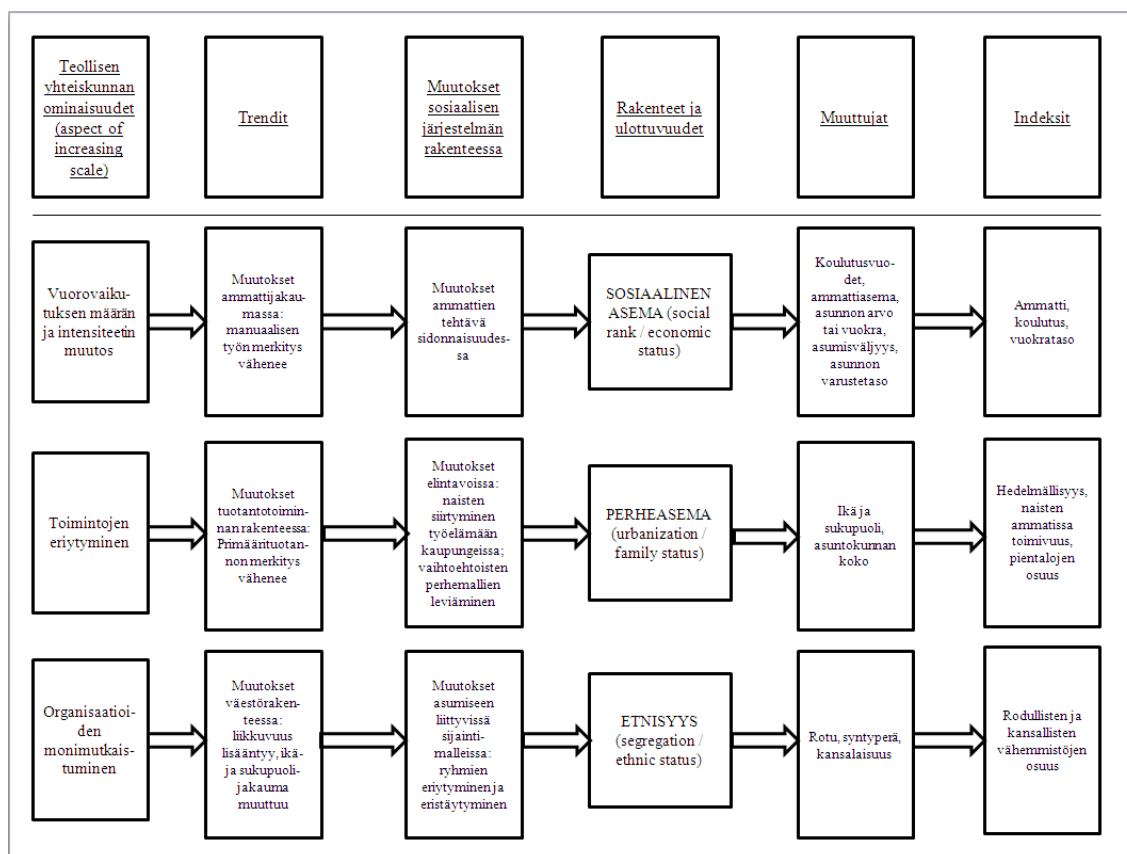 Teollisen
yhteiskunnan
ominaisuudet
(aspect of
increasing
scale)
Trendit
Muutokset
sosiaalisen
järjestelmän
rakenteessa
Rakenteet ja
ulottuvuudet
Muuttujat
Indeksit
Vuorovaiku-
tuksen määrän
ja intensiteetin
muutos
Muutokset
ammattijakau-
massa:
manuaalisen
työn merkitys
vähenee
Muutokset
ammattien
tehtävä
sidonnaisuudes-
sa
SOSIAALINEN
ASEMA (social
rank / economic
status)
Koulutusvuo-
det,
ammattiasema,
asunnon arvo
tai vuokra,
asumisväljyys,
asunnon
varustetaso
Ammatti,
koulutus,
vuokrataso
Toimintojen
eriytyminen
Muutokset
tuotantotoimin-
nan rakenteessa:
Primäärituotan-
non merkitys
vähenee
Muutokset
elintavoissa:
naisten
siirtyminen
työelämään
kaupungeissa;
vaihtoehtoisten
perhemallien
leviäminen
PERHEASEMA
(urbanization /
family status)
Ikä ja
sukupuoli,
asuntokunnan
koko
Hedelmällisyys,
naisten
ammatissa
toimivuus,
pientalojen
osuus
Organisaatioi-
den
monimutkais-
tuminen
Muutokset
väestöraken-
teessa:
liikkuvuus
lisääntyy, ikä-
ja sukupuoli-
jakauma
muuttuu
Muutokset
asumiseen
liittyvissä
sijainti-
malleissa:
ryhmien
eriytyminen ja
eristäytyminen
ETNISYYS
(segregation /
ethnic status)
Rotu, syntyperä,
kansalaisuus
Rodullisten ja
kansallisten
vähemmistöjen
osuus